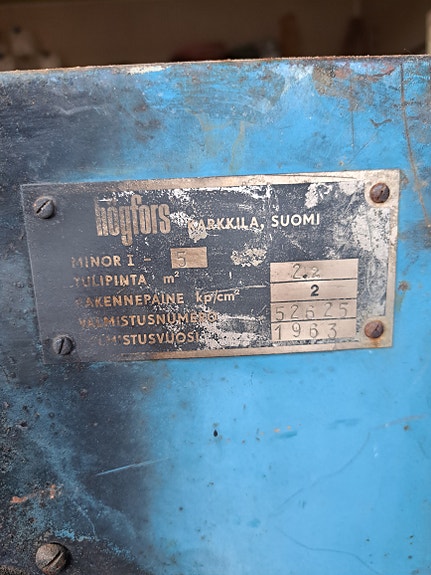 högfors KARKKILA, SUOMI
MINOR I - 5
TULIPINTA m² 2.2
RAKENNEPAINE kp/cm² 2
VALMISTUSNUMERO 52625
VALMISTUSVUOSI 1963